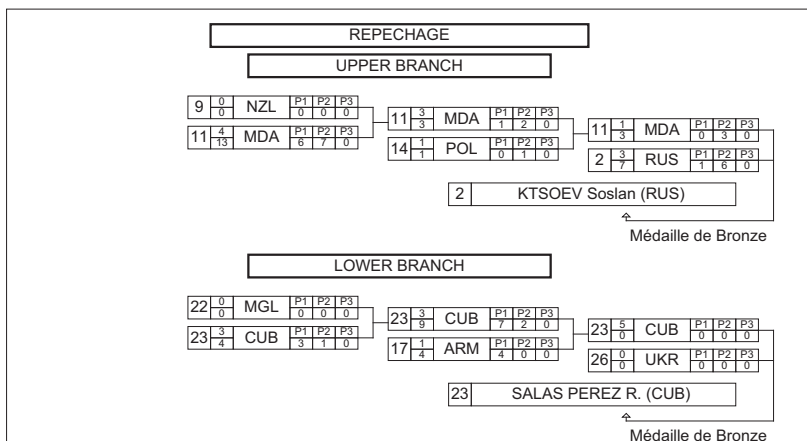 REPECHAGE
UPPER BRANCH
9 0 0 NZL P1 P2 P3 0 0 0
11 4 13 MDA P1 P2 P3 6 7 0
11 3 3 MDA P1 P2 P3 1 2 0
14 1 1 POL P1 P2 P3 0 1 0
11 1 3 MDA P1 P2 P3 0 3 0
2 3 7 RUS P1 P2 P3 1 6 0
2 KTSOEV Soslan (RUS)
Médaille de Bronze
LOWER BRANCH
22 0 0 MGL P1 P2 P3 0 0 0
23 3 4 CUB P1 P2 P3 3 1 0
23 3 9 CUB P1 P2 P3 7 2 0
17 1 4 ARM P1 P2 P3 4 0 0
23 5 0 CUB P1 P2 P3 0 0 0
26 0 0 UKR P1 P2 P3 0 0 0
23 SALAS PEREZ R. (CUB)
Médaille de Bronze